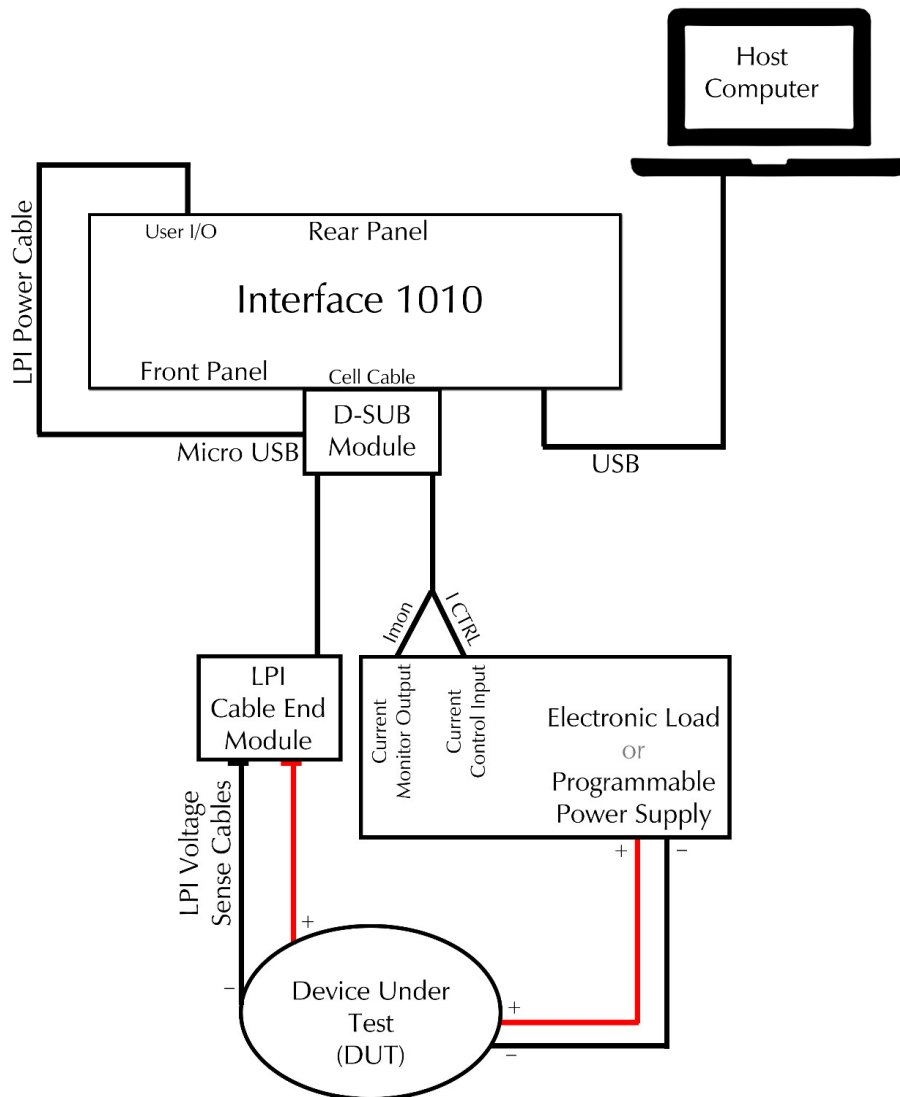 Host
Computer
LPI Power Cable
User I/O
Rear Panel
Interface 1010
Front Panel
Cell Cable
D-SUB
Module
Micro USB
USB
Imon
I CTRL
LPI
Cable End
Module
Current
Monitor Output
Current
Control Input
Electronic Load
or
Programmable
Power Supply
+
−
LPI Voltage
Sense Cables
+
−
Device Under
Test
(DUT)
+
−